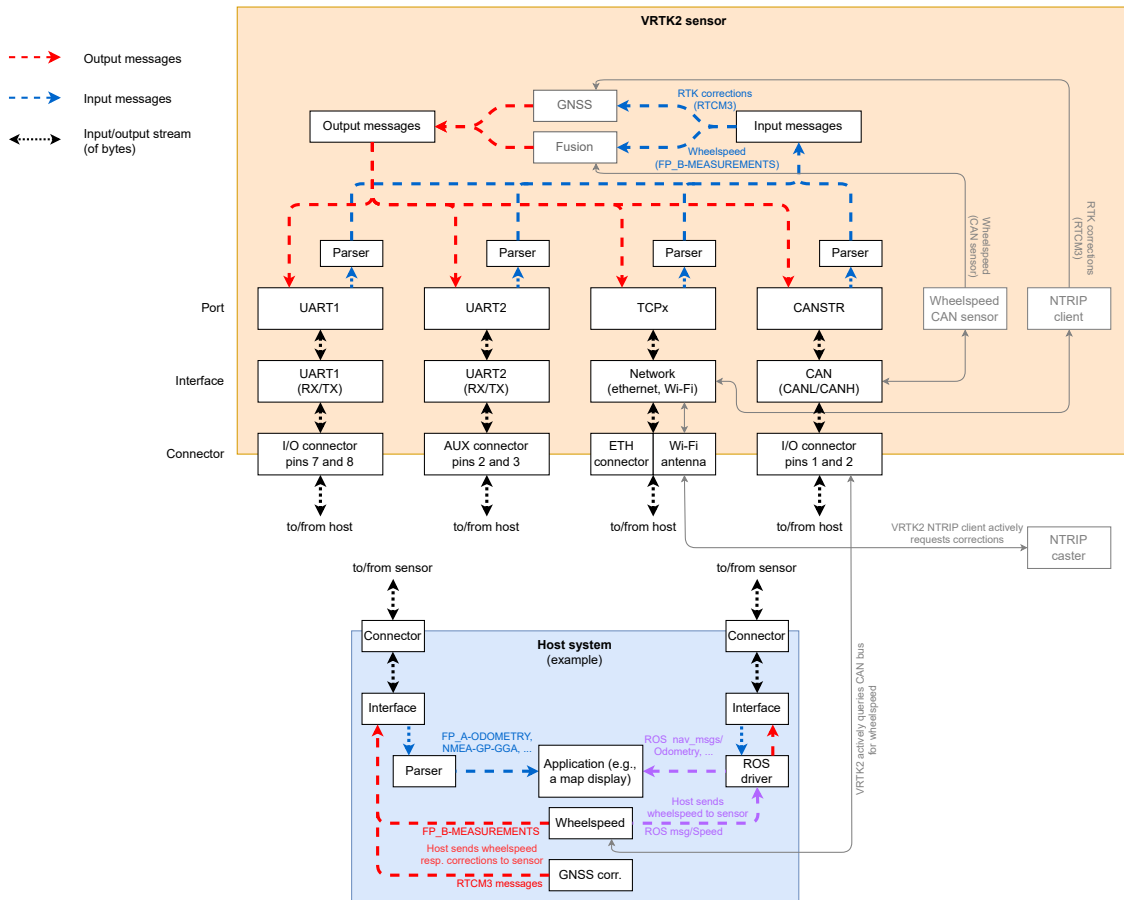 VRTK2 sensor
Output messages
Input messages
Input/output stream
(of bytes)
GNSS
Fusion
Output messages
Input messages
RTK corrections
(RTCM3)
Wheelspeed
(FP_B-MEASUREMENTS)
Parser
Parser
Parser
Parser
Wheelspeed
(CAN sensor)
RTK corrections
(RTCM3)
Port
UART1
UART2
TCPx
CANSTR
Wheelspeed
CAN sensor
NTRIP
client
Interface
UART1
(RX/TX)
UART2
(RX/TX)
Network
(ethernet, Wi-Fi)
CAN
(CANL/CANH)
Connector
I/O connector
pins 7 and 8
AUX connector
pins 2 and 3
ETH
connector
Wi-Fi
antenna
I/O connector
pins 1 and 2
to/from host
to/from host
to/from host
to/from host
VRTK2 NTRIP client actively
requests corrections
NTRIP
caster
to/from sensor
to/from sensor
Connector
Connector
Host system
(example)
VRTK2 actively queries CAN bus
for wheelspeed
Interface
Interface
FP_A-ODOMETRY,
NMEA-GP-GGA, ...
ROS nav_msgs/
Odometry, ...
Parser
Application (e.g.,
a map display)
ROS
driver
Host sends
wheelspeed to sensor
Wheelspeed
FP_B-MEASUREMENTS
ROS msg/Speed
Host sends wheelspeed
resp. corrections to sensor
GNSS corr.
RTCM3 messages